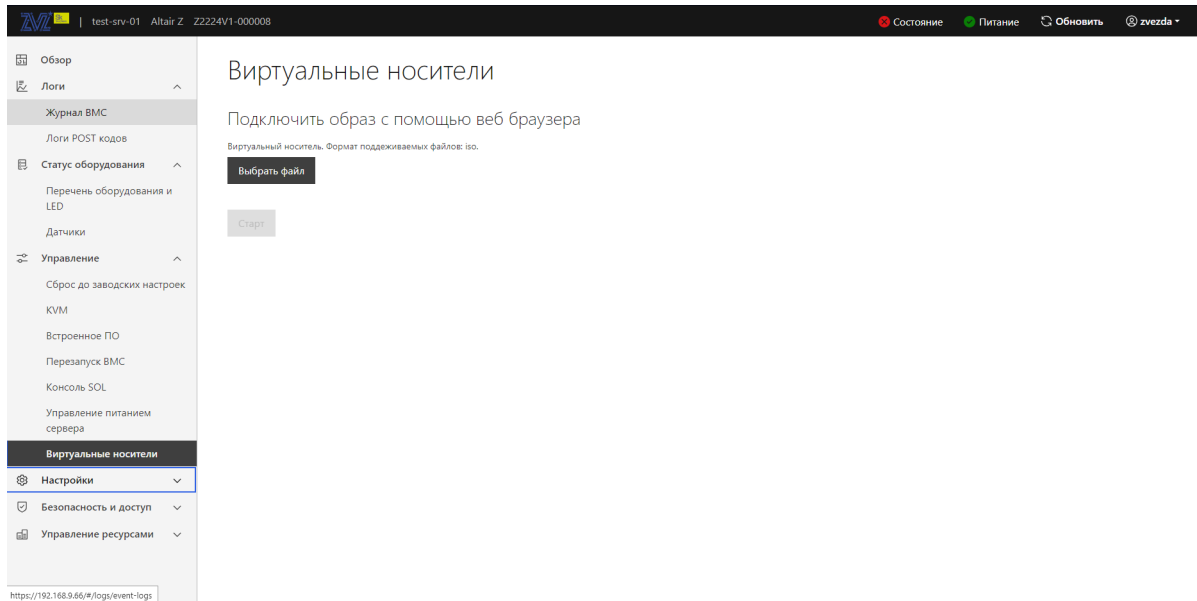 test-srv-01 Altair Z Z2224V1-000008
Состояние
Питание
Обновить
zvezda
Обзор
Логи
Журнал BMC
Логи POST кодов
Статус оборудования
Перечень оборудования и
LED
Датчики
Управление
Сброс до заводских настроек
KVM
Встроенное ПО
Перезапуск BMC
Консоль SOL
Управление питанием
сервера
Виртуальные носители
Настройки
Безопасность и доступ
Управление ресурсами
https://192.168.9.66/#/logs/event-logs
Виртуальные носители
Подключить образ с помощью веб браузера
Виртуальный носитель. Формат поддеживаемых файлов: iso.
Выбрать файл
Старт